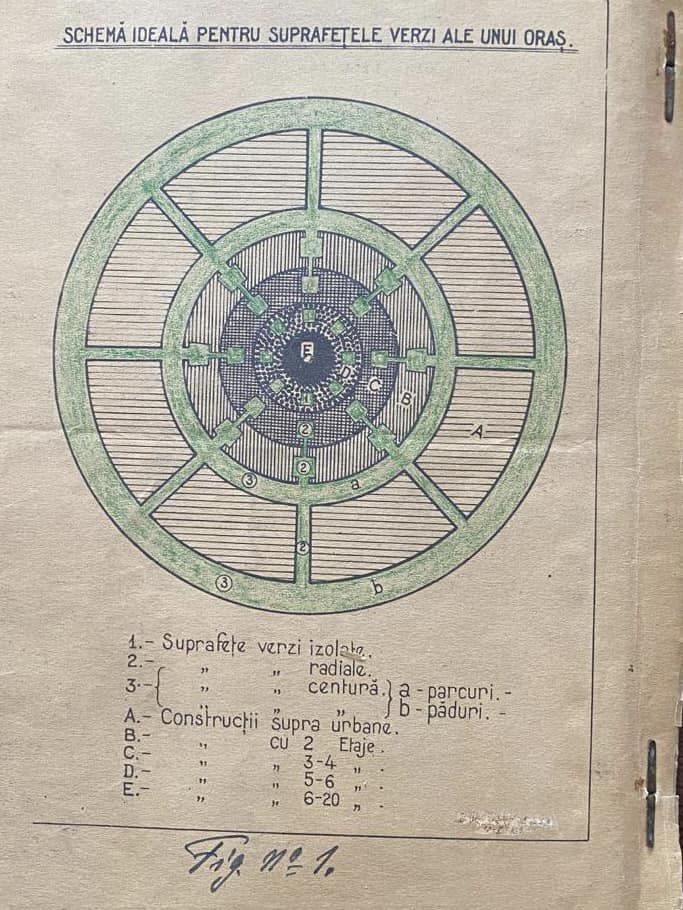 SCHEMĂ IDEALĂ PENTRU SUPRAFEȚELE VERZI ALE UNUI ORAȘ.
E
D
C
B
1
A
2
2
3
a
2
3
b
1.- Suprafețe verzi izolate.
2.- „ „ radiale.
3.- { „ „ centură. } a - parcuri. -
„ „ „ b - păduri. -
A.- Construcții supra urbane.
B.- „ cu 2 Etaje.
C.- „ „ 3-4 „ .
D.- „ „ 5-6 „ .
E.- „ „ 6-20 „ .
Fig. Nº 1.